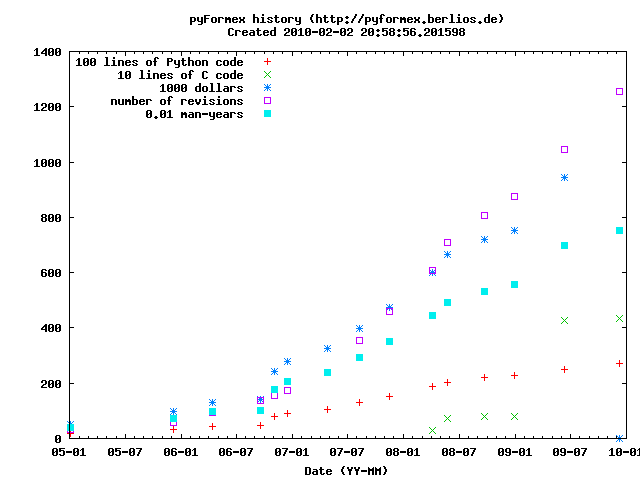 pyFormex history (http://pyformex.berlios.de)
Created 2010-02-02 20:58:56.201598
1400
1200
1000
800
600
400
200
0
100 lines of Python code
10 lines of C code
1000 dollars
number of revisions
0.01 man-years
05-01 05-07 06-01 06-07 07-01 07-07 08-01 08-07 09-01 09-07 10-01
Date (YY-MM)